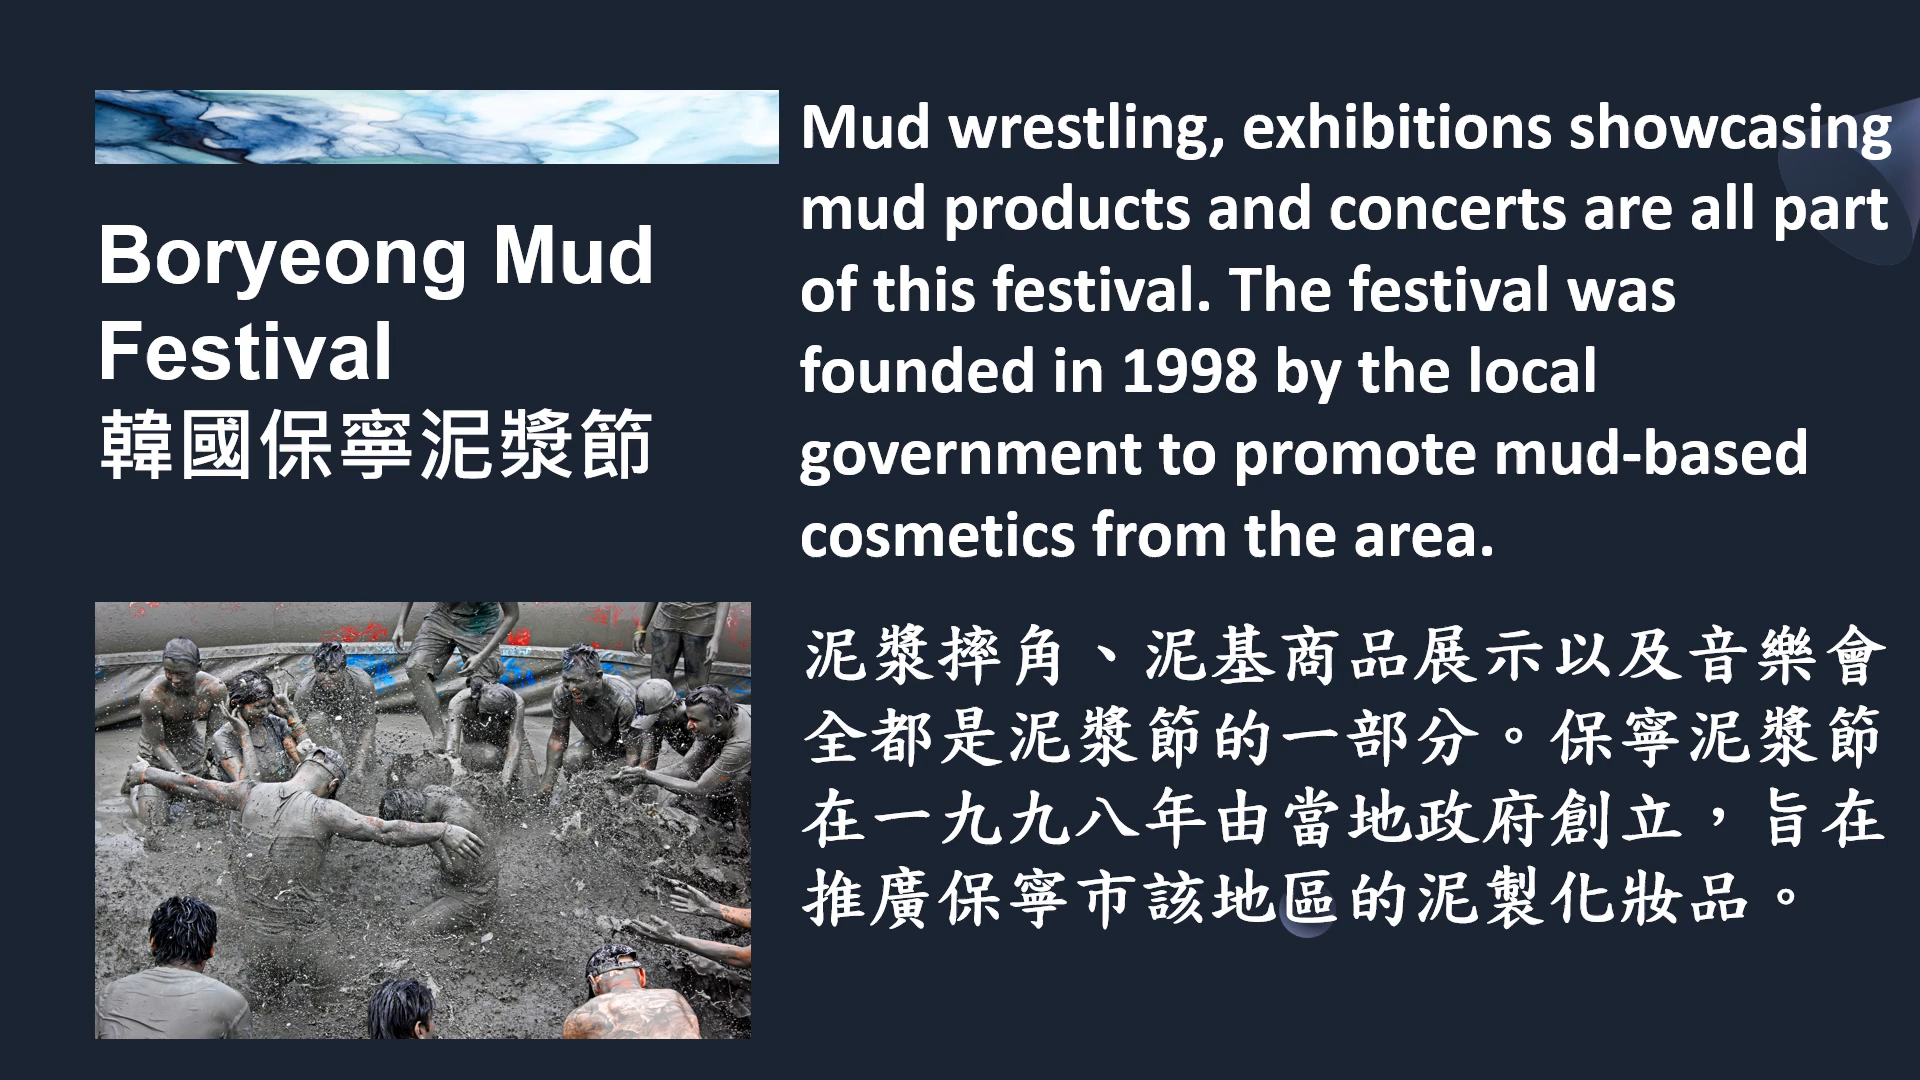 Boryeong Mud
Festival
韓國保寧泥漿節
Mud wrestling, exhibitions showcasing
mud products and concerts are all part
of this festival. The festival was
founded in 1998 by the local
government to promote mud-based
cosmetics from the area.
泥漿摔角、泥基商品展示以及音樂會
全都是泥漿節的一部分。保寧泥漿節
在一九九八年由當地政府創立，旨在
推廣保寧市該地區的泥製化妝品。